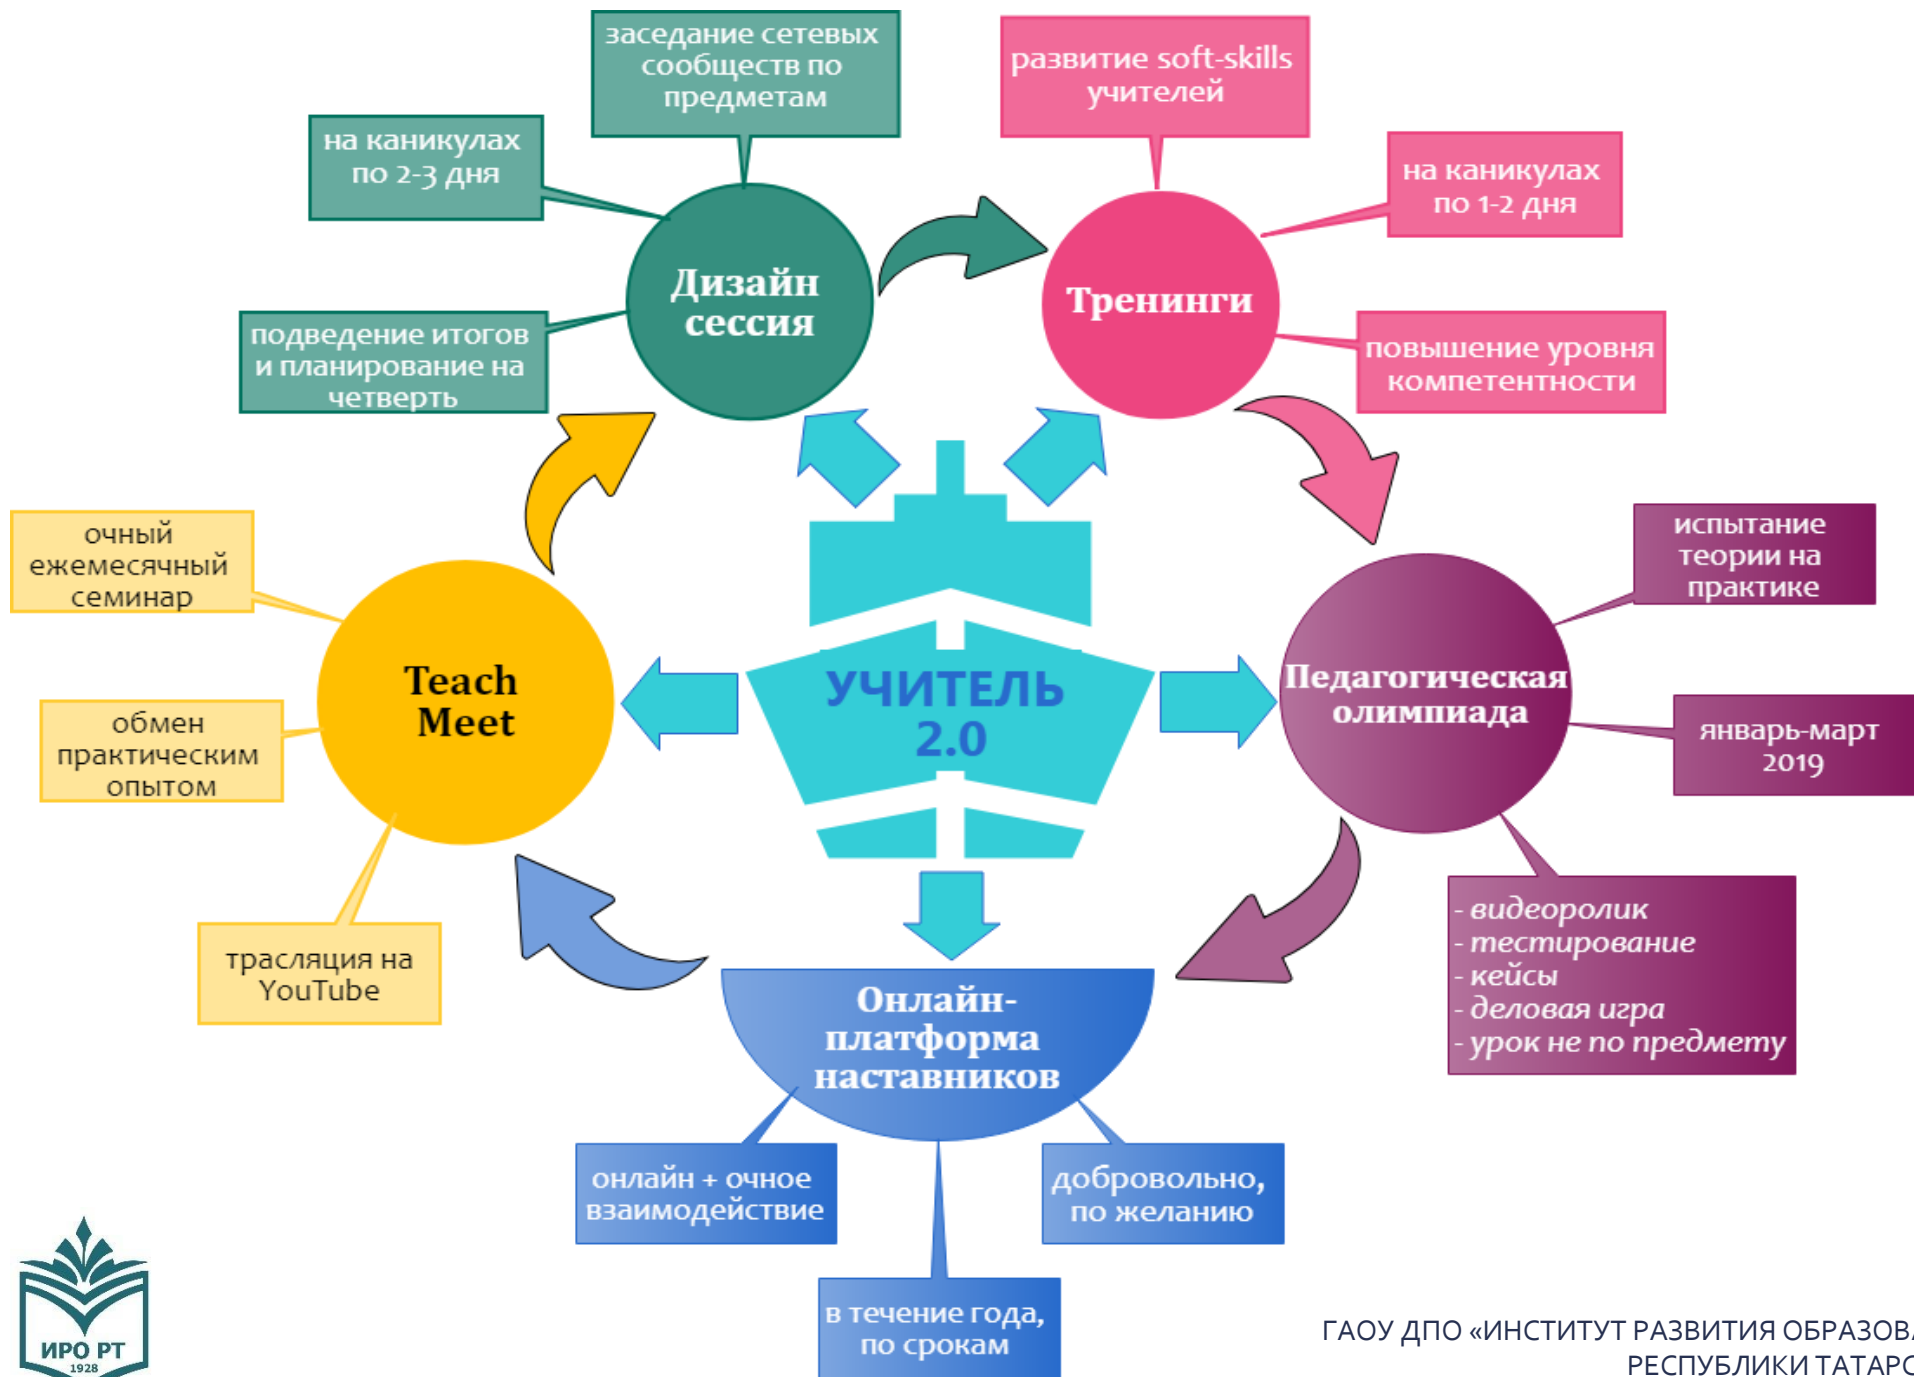 заседание сетевых
сообществ по
предметам
развитие soft-skills
учителей
на каникулах
по 2-3 дня
на каникулах
по 1-2 дня
Дизайн
сессия
Тренинги
подведение итогов
и планирование на
четверть
повышение уровня
компетентности
очный
ежемесячный
семинар
испытание
теории на
практике
Teach
Meet
УЧИТЕЛЬ
2.0
Педагогическая
олимпиада
обмен
практическим
опытом
январь-март
2019
трасляция на
YouTube
- видеоролик
- тестирование
- кейсы
- деловая игра
- урок не по предмету
Онлайн-
платформа
наставников
онлайн + очное
взаимодействие
добровольно,
по желанию
в течение года,
по срокам
ИРО РТ
1928
ГАОУ ДПО «ИНСТИТУТ РАЗВИТИЯ ОБРАЗОВА
РЕСПУБЛИКИ ТАТАРС